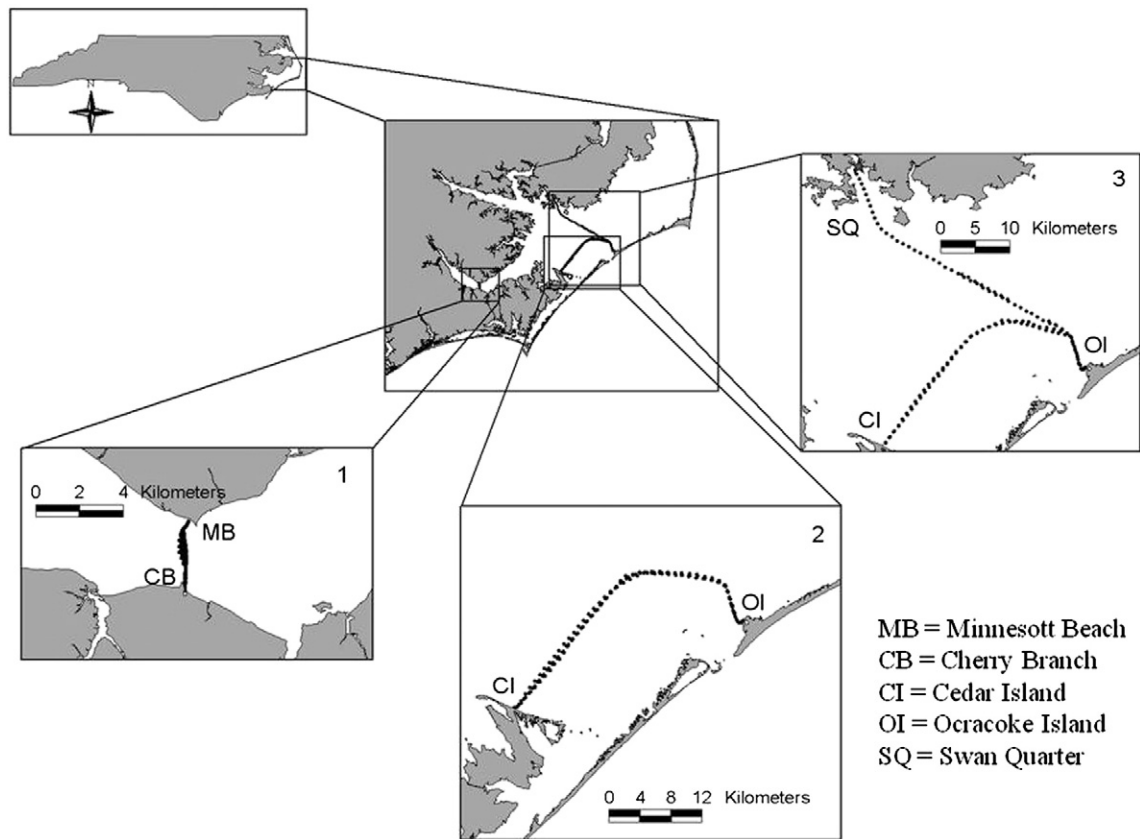 3
SQ
0 5 10 Kilometers
OI
CI
1
0 2 4 Kilometers
MB
CB
2
OI
CI
0 4 8 12 Kilometers
MB = Minnesott Beach
CB = Cherry Branch
CI = Cedar Island
OI = Ocracoke Island
SQ = Swan Quarter